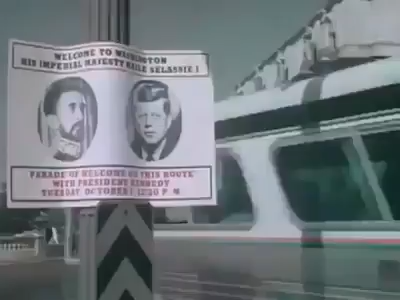 WELCOME TO WASHINGTON
HIS IMPERIAL MAJESTY HAILE SELASSIE I
PARADE OF WELCOME ON THIS ROUTE
WITH PRESIDENT KENNEDY
TUESDAY, OCTOBER 1, 12:30 P M